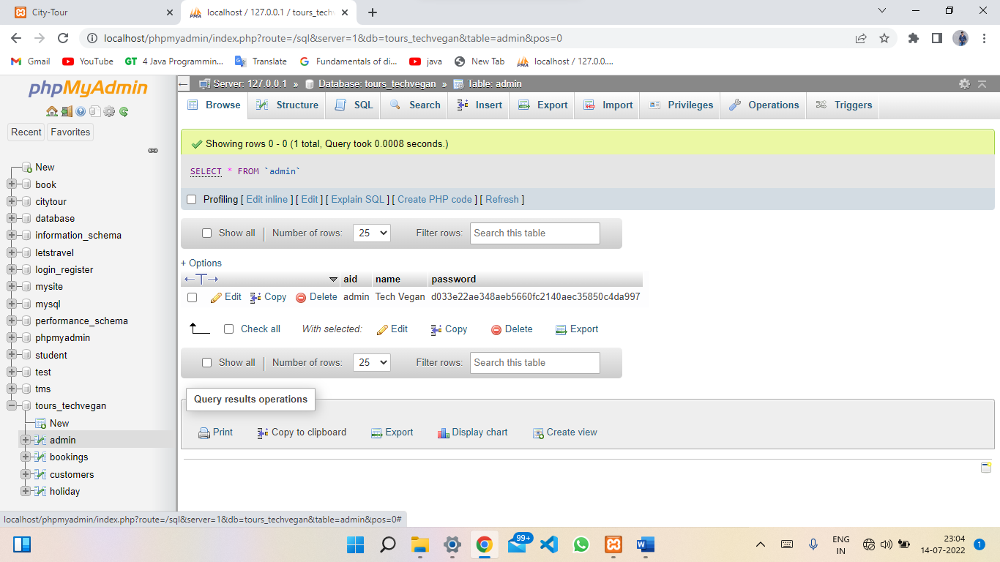 City-Tour
localhost / 127.0.0.1 / tours_techv
localhost/phpmyadmin/index.php?route=/sql&server=1&db=tours_techvegan&table=admin&pos=0
Gmail YouTube GT 4 Java Programmin... Translate Fundamentals of di... java New Tab localhost / 127.0.0....
phpMyAdmin
Recent Favorites
New
book
citytour
database
information_schema
letstravel
login_register
mysite
mysql
performance_schema
phpmyadmin
student
test
tms
tours_techvegan
New
admin
bookings
customers
holiday
Server: 127.0.0.1 » Database: tours_techvegan » Table: admin
Browse Structure SQL Search Insert Export Import Privileges Operations Triggers
Showing rows 0 - 0 (1 total, Query took 0.0008 seconds.)
SELECT * FROM `admin`
Profiling [ Edit inline ] [ Edit ] [ Explain SQL ] [ Create PHP code ] [ Refresh ]
Show all | Number of rows: 25 Filter rows: Search this table
+ Options
aid name password
Edit Copy Delete admin Tech Vegan d033e22ae348aeb5660fc2140aec35850c4da997
Check all With selected: Edit Copy Delete Export
Show all | Number of rows: 25 Filter rows: Search this table
Query results operations
Print Copy to clipboard Export Display chart Create view
localhost/phpmyadmin/index.php?route=/sql&server=1&db=tours_techvegan&table=admin&pos=0#
99+
ENG
IN
23:04
14-07-2022
1